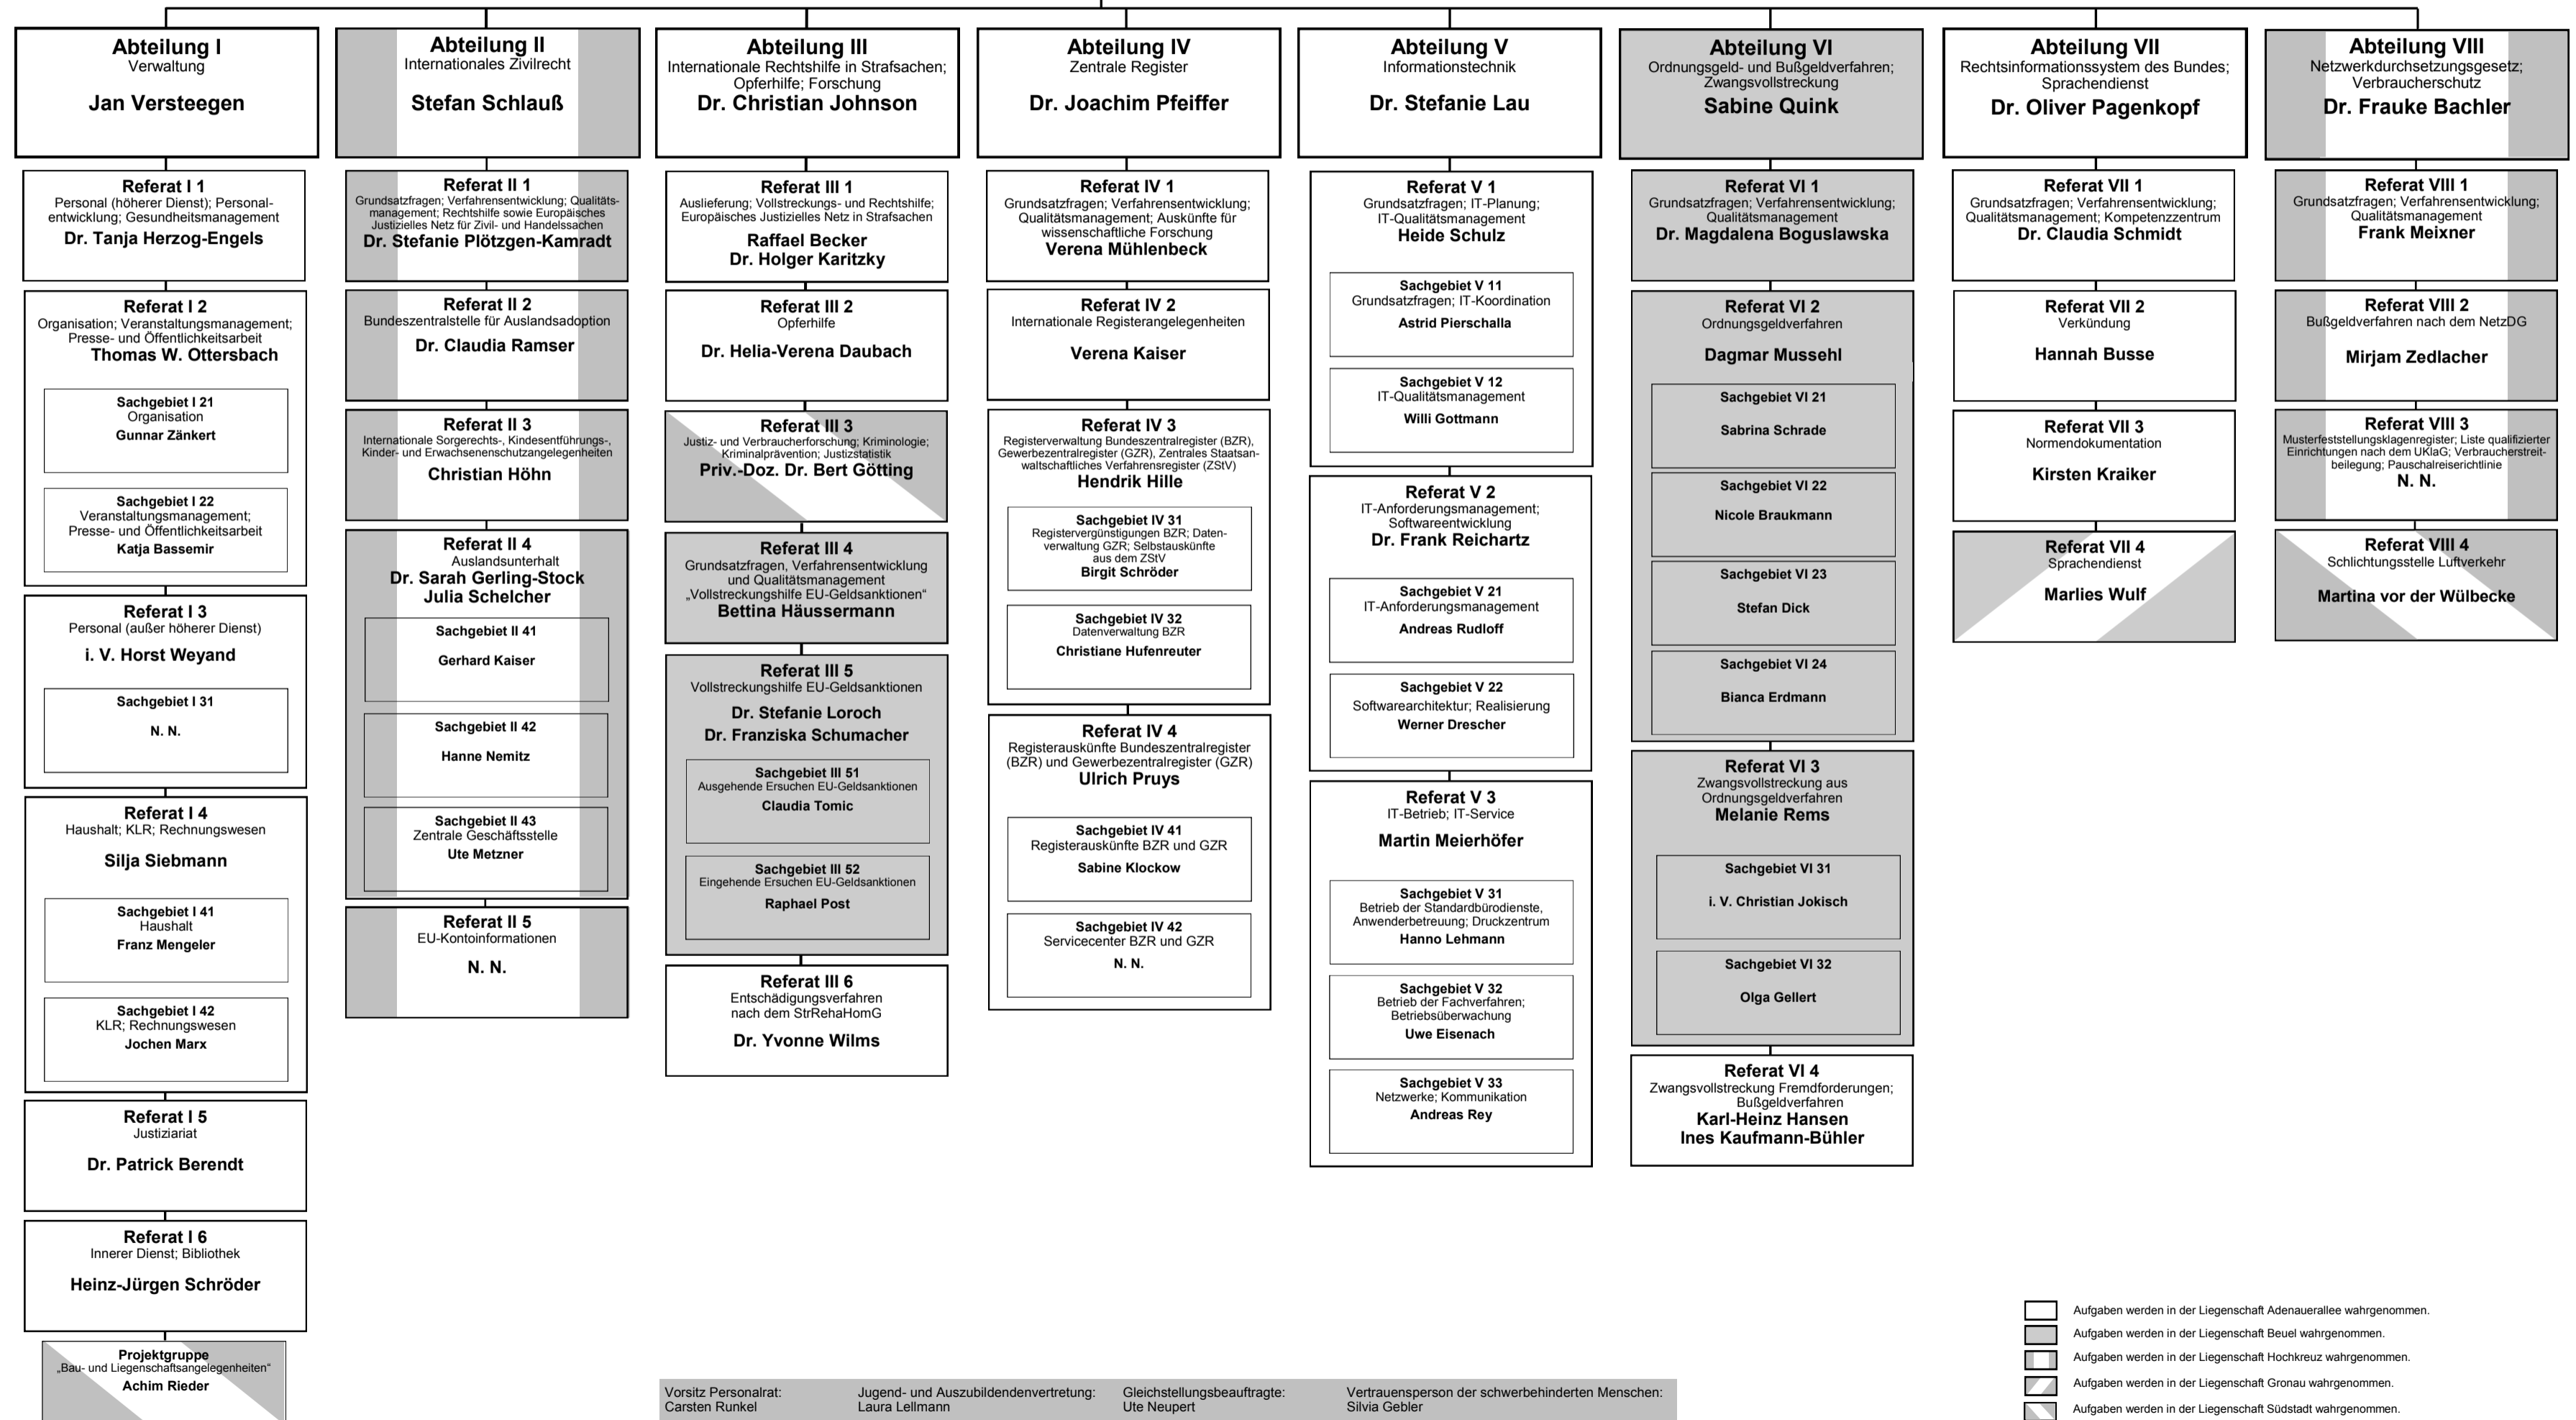 Abteilung I
Verwaltung
Jan Versteegen
Referat I 1
Personal (höherer Dienst); Personal-
entwicklung; Gesundheitsmanagement
Dr. Tanja Herzog-Engels
Referat I 2
Organisation; Veranstaltungsmanagement;
Presse- und Öffentlichkeitsarbeit
Thomas W. Ottersbach
Sachgebiet I 21
Organisation
Gunnar Zänkert
Sachgebiet I 22
Veranstaltungsmanagement;
Presse- und Öffentlichkeitsarbeit
Katja Bassemir
Referat I 3
Personal (außer höherer Dienst)
i. V. Horst Weyand
Sachgebiet I 31
N. N.
Referat I 4
Haushalt; KLR; Rechnungswesen
Silja Siebmann
Sachgebiet I 41
Haushalt
Franz Mengeler
Sachgebiet I 42
KLR; Rechnungswesen
Jochen Marx
Referat I 5
Justiziariat
Dr. Patrick Berendt
Referat I 6
Innerer Dienst; Bibliothek
Heinz-Jürgen Schröder
Projektgruppe
„Bau- und Liegenschaftsangelegenheiten“
Achim Rieder
Abteilung II
Internationales Zivilrecht
Stefan Schlauß
Referat II 1
Grundsatzfragen; Verfahrensentwicklung; Qualitäts-
management; Rechtshilfe sowie Europäisches
Justizielles Netz für Zivil- und Handelssachen
Dr. Stefanie Plötzgen-Kamradt
Referat II 2
Bundeszentralstelle für Auslandsadoption
Dr. Claudia Ramser
Referat II 3
Internationale Sorgerechts-, Kindesentführungs-,
Kinder- und Erwachsenenschutzangelegenheiten
Christian Höhn
Referat II 4
Auslandsunterhalt
Dr. Sarah Gerling-Stock
Julia Schelcher
Sachgebiet II 41
Gerhard Kaiser
Sachgebiet II 42
Hanne Nemitz
Sachgebiet II 43
Zentrale Geschäftsstelle
Ute Metzner
Referat II 5
EU-Kontoinformationen
N. N.
Abteilung III
Internationale Rechtshilfe in Strafsachen;
Opferhilfe; Forschung
Dr. Christian Johnson
Referat III 1
Auslieferung; Vollstreckungs- und Rechtshilfe;
Europäisches Justizielles Netz in Strafsachen
Raffael Becker
Dr. Holger Karitzky
Referat III 2
Opferhilfe
Dr. Helia-Verena Daubach
Referat III 3
Justiz- und Verbraucherforschung; Kriminologie;
Kriminalprävention; Justizstatistik
Priv.-Doz. Dr. Bert Götting
Referat III 4
Grundsatzfragen, Verfahrensentwicklung
und Qualitätsmanagement
„Vollstreckungshilfe EU-Geldsanktionen“
Bettina Häussermann
Referat III 5
Vollstreckungshilfe EU-Geldsanktionen
Dr. Stefanie Loroch
Dr. Franziska Schumacher
Sachgebiet III 51
Ausgehende Ersuchen EU-Geldsanktionen
Claudia Tomic
Sachgebiet III 52
Eingehende Ersuchen EU-Geldsanktionen
Raphael Post
Referat III 6
Entschädigungsverfahren
nach dem StrRehaHomG
Dr. Yvonne Wilms
Abteilung IV
Zentrale Register
Dr. Joachim Pfeiffer
Referat IV 1
Grundsatzfragen; Verfahrensentwicklung;
Qualitätsmanagement; Auskünfte für
wissenschaftliche Forschung
Verena Mühlenbeck
Referat IV 2
Internationale Registerangelegenheiten
Verena Kaiser
Referat IV 3
Registerverwaltung Bundeszentralregister (BZR),
Gewerbezentralregister (GZR), Zentrales Staatsan-
waltschaftliches Verfahrensregister (ZStV)
Hendrik Hille
Sachgebiet IV 31
Registervergünstigungen BZR; Daten-
verwaltung GZR; Selbstauskünfte
aus dem ZStV
Birgit Schröder
Sachgebiet IV 32
Datenverwaltung BZR
Christiane Hufenreuter
Referat IV 4
Registerauskünfte Bundeszentralregister
(BZR) und Gewerbezentralregister (GZR)
Ulrich Pruys
Sachgebiet IV 41
Registerauskünfte BZR und GZR
Sabine Klockow
Sachgebiet IV 42
Servicecenter BZR und GZR
N. N.
Abteilung V
Informationstechnik
Dr. Stefanie Lau
Referat V 1
Grundsatzfragen; IT-Planung;
IT-Qualitätsmanagement
Heide Schulz
Sachgebiet V 11
Grundsatzfragen; IT-Koordination
Astrid Pierschalla
Sachgebiet V 12
IT-Qualitätsmanagement
Willi Gottmann
Referat V 2
IT-Anforderungsmanagement;
Softwareentwicklung
Dr. Frank Reichartz
Sachgebiet V 21
IT-Anforderungsmanagement
Andreas Rudloff
Sachgebiet V 22
Softwarearchitektur; Realisierung
Werner Drescher
Referat V 3
IT-Betrieb; IT-Service
Martin Meierhöfer
Sachgebiet V 31
Betrieb der Standardbürodienste,
Anwenderbetreuung; Druckzentrum
Hanno Lehmann
Sachgebiet V 32
Betrieb der Fachverfahren;
Betriebsüberwachung
Uwe Eisenach
Sachgebiet V 33
Netzwerke; Kommunikation
Andreas Rey
Abteilung VI
Ordnungsgeld- und Bußgeldverfahren;
Zwangsvollstreckung
Sabine Quink
Referat VI 1
Grundsatzfragen; Verfahrensentwicklung;
Qualitätsmanagement
Dr. Magdalena Boguslawska
Referat VI 2
Ordnungsgeldverfahren
Dagmar Mussehl
Sachgebiet VI 21
Sabrina Schrade
Sachgebiet VI 22
Nicole Braukmann
Sachgebiet VI 23
Stefan Dick
Sachgebiet VI 24
Bianca Erdmann
Referat VI 3
Zwangsvollstreckung aus
Ordnungsgeldverfahren
Melanie Rems
Sachgebiet VI 31
i. V. Christian Jokisch
Sachgebiet VI 32
Olga Gellert
Referat VI 4
Zwangsvollstreckung Fremdforderungen;
Bußgeldverfahren
Karl-Heinz Hansen
Ines Kaufmann-Bühler
Abteilung VII
Rechtsinformationssystem des Bundes;
Sprachendienst
Dr. Oliver Pagenkopf
Referat VII 1
Grundsatzfragen; Verfahrensentwicklung;
Qualitätsmanagement; Kompetenzzentrum
Dr. Claudia Schmidt
Referat VII 2
Verkündung
Hannah Busse
Referat VII 3
Normendokumentation
Kirsten Kraiker
Referat VII 4
Sprachendienst
Marlies Wulf
Abteilung VIII
Netzwerkdurchsetzungsgesetz;
Verbraucherschutz
Dr. Frauke Bachler
Referat VIII 1
Grundsatzfragen; Verfahrensentwicklung;
Qualitätsmanagement
Frank Meixner
Referat VIII 2
Bußgeldverfahren nach dem NetzDG
Mirjam Zedlacher
Referat VIII 3
Musterfeststellungsklagenregister; Liste qualifizierter
Einrichtungen nach dem UKlaG; Verbraucherstreit-
beilegung; Pauschalreiserichtlinie
N. N.
Referat VIII 4
Schlichtungsstelle Luftverkehr
Martina vor der Wülbecke
Vorsitz Personalrat:
Carsten Runkel
Jugend- und Auszubildendenvertretung:
Laura Lellmann
Gleichstellungsbeauftragte:
Ute Neupert
Vertrauensperson der schwerbehinderten Menschen:
Silvia Gebler
Aufgaben werden in der Liegenschaft Adenauerallee wahrgenommen.
Aufgaben werden in der Liegenschaft Beuel wahrgenommen.
Aufgaben werden in der Liegenschaft Hochkreuz wahrgenommen.
Aufgaben werden in der Liegenschaft Gronau wahrgenommen.
Aufgaben werden in der Liegenschaft Südstadt wahrgenommen.